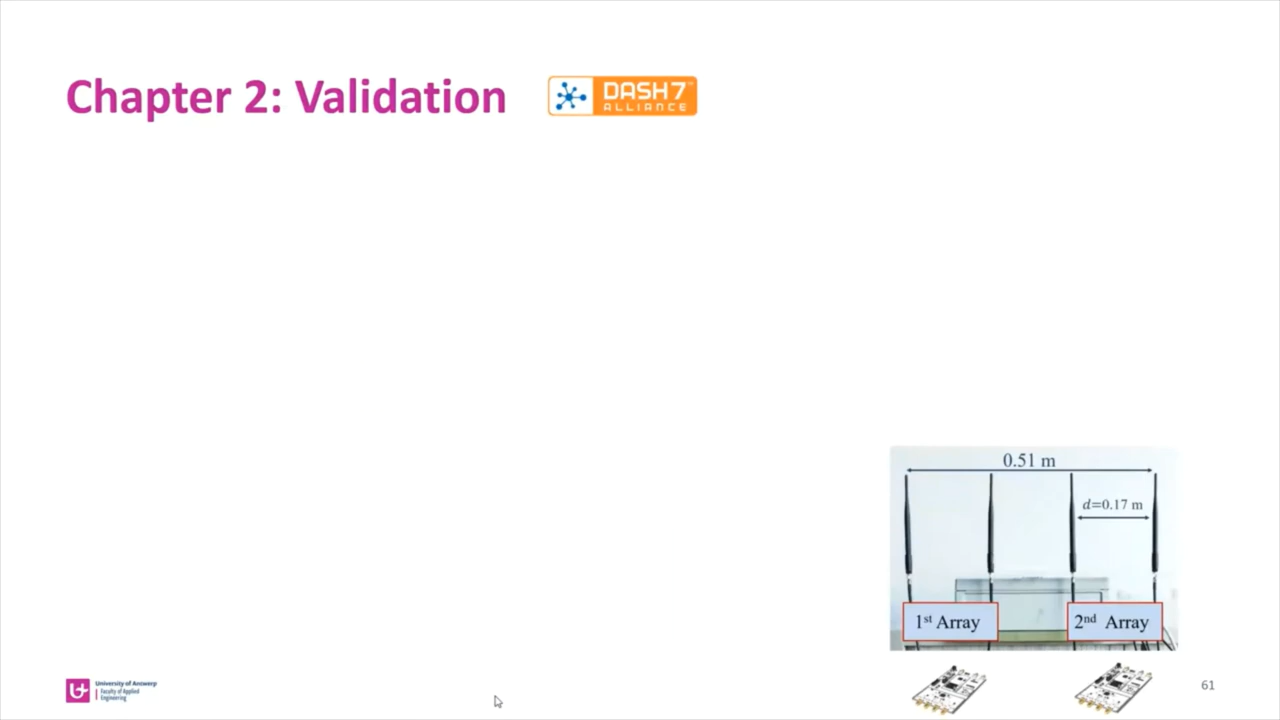 Chapter 2: Validation
DASH7
ALLIANCE
0.51 m
d=0.17 m
1st Array
2nd Array
University of Antwerp
Faculty of Applied
Engineering
61